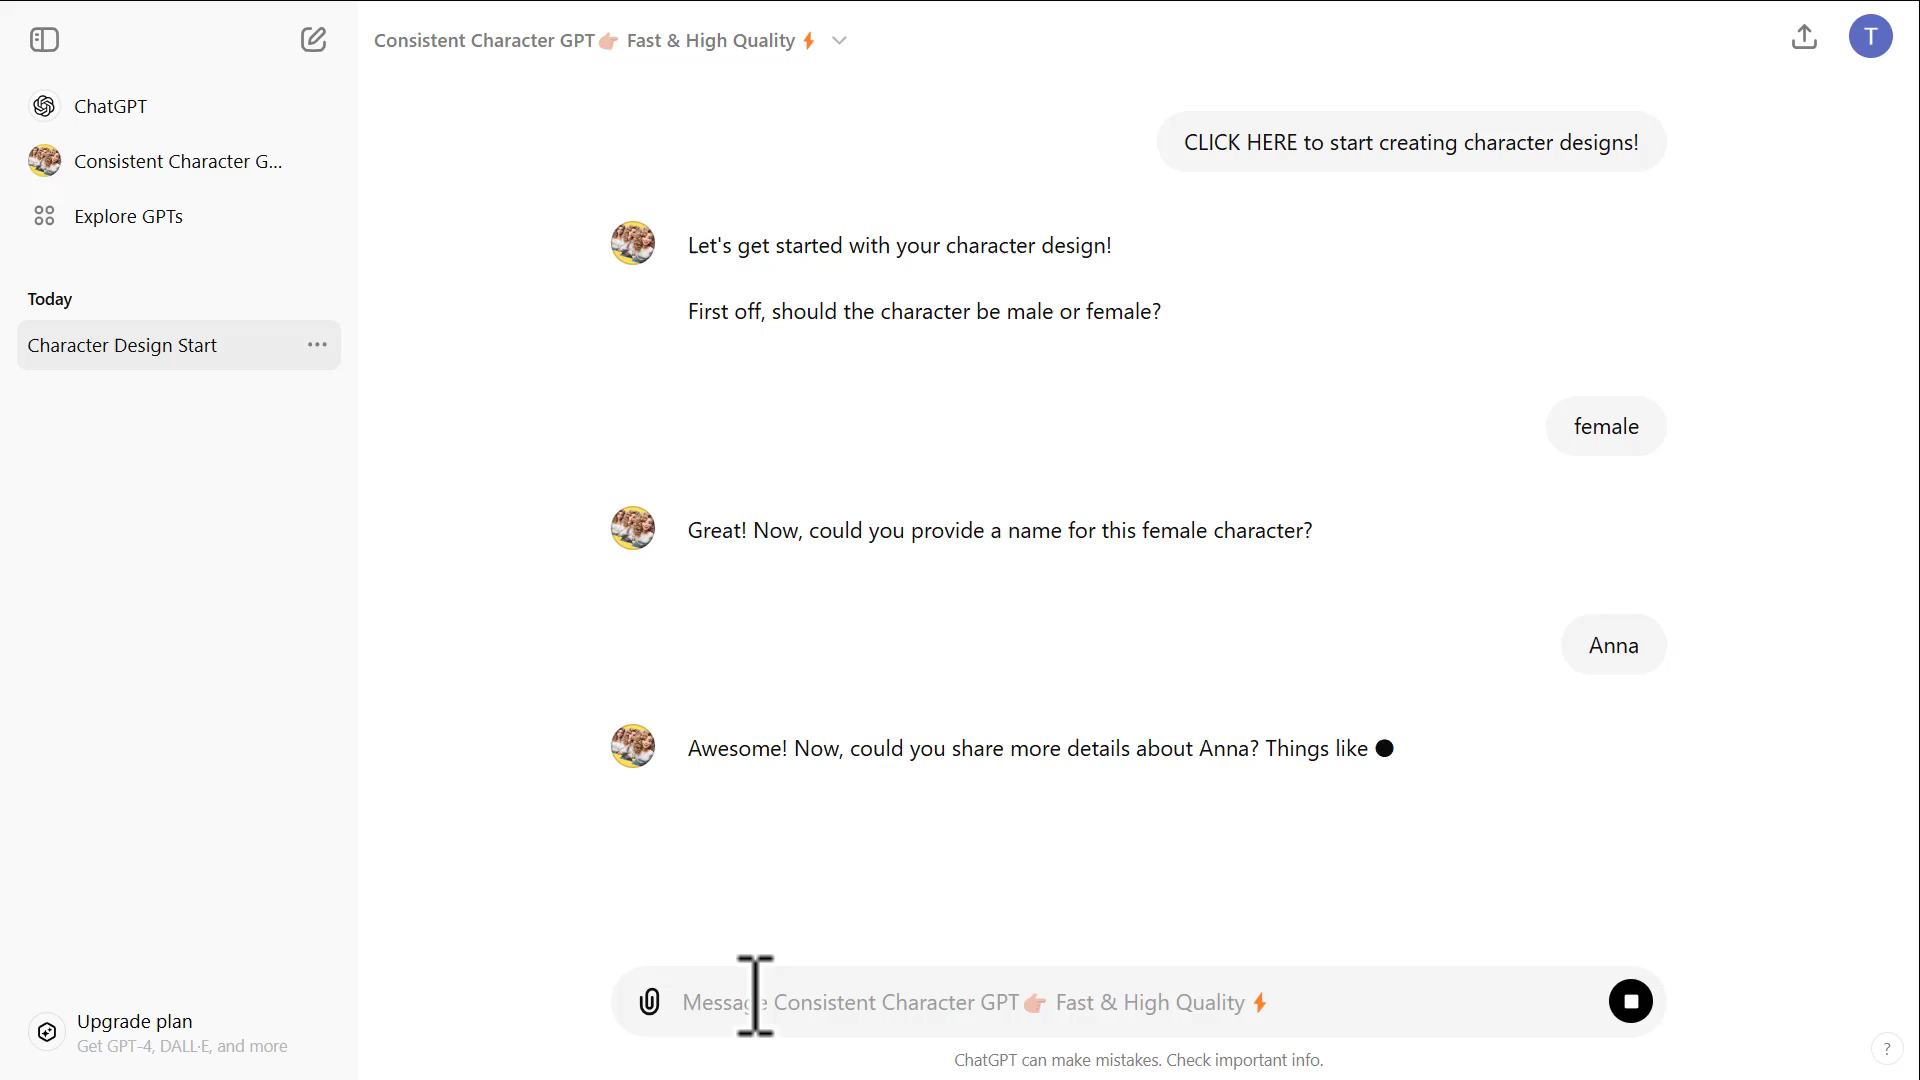 Consistent Character GPT👉🏼 Fast & High Quality⚡
T
ChatGPT
Consistent Character G...
Explore GPTs
Today
Character Design Start
CLICK HERE to start creating character designs!
Let's get started with your character design!
First off, should the character be male or female?
female
Great! Now, could you provide a name for this female character?
Anna
Awesome! Now, could you share more details about Anna? Things like
Message Consistent Character GPT👉🏼 Fast & High Quality⚡
Upgrade plan
Get GPT-4, DALL·E, and more
ChatGPT can make mistakes. Check important info.
?